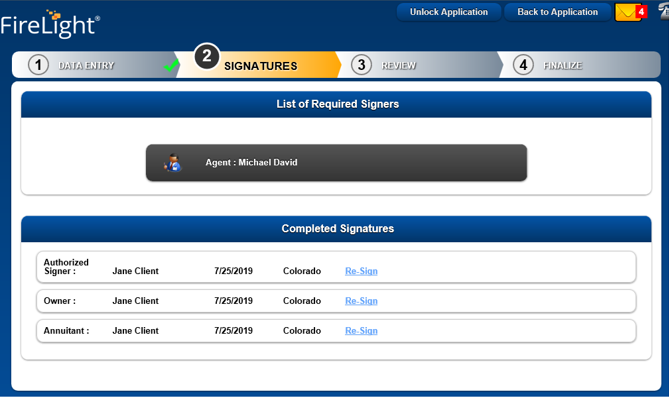 FireLight®
Unlock Application
Back to Application
4
1 DATA ENTRY
2 SIGNATURES
3 REVIEW
4 FINALIZE
List of Required Signers
Agent : Michael David
Completed Signatures
Authorized
Signer : Jane Client 7/25/2019 Colorado Re-Sign
Owner : Jane Client 7/25/2019 Colorado Re-Sign
Annuitant : Jane Client 7/25/2019 Colorado Re-Sign